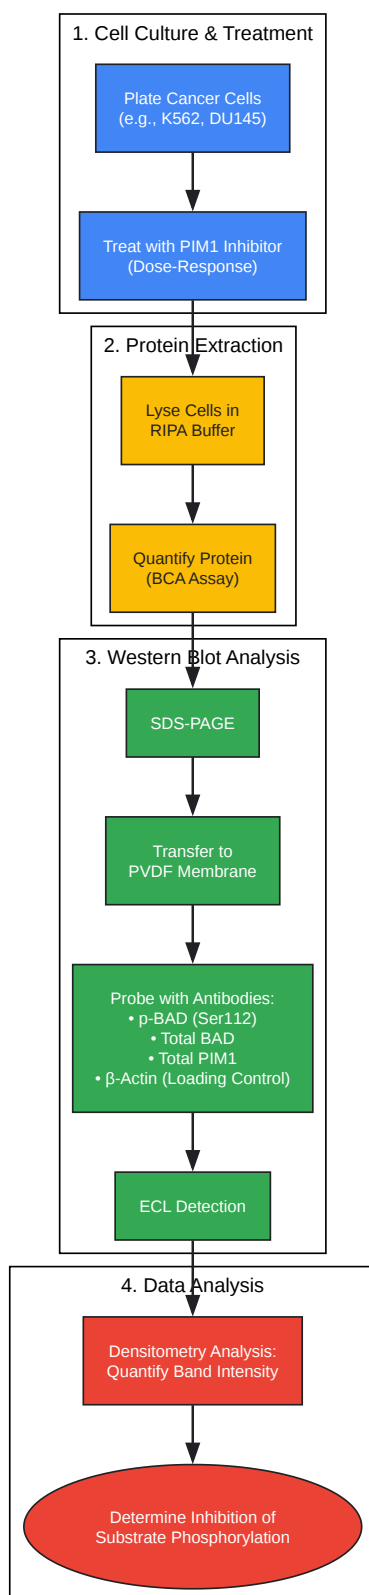 1. Cell Culture & Treatment
Plate Cancer Cells
(e.g., K562, DU145)
Treat with PIM1 Inhibitor
(Dose-Response)
2. Protein Extraction
Lyse Cells in
RIPA Buffer
Quantify Protein
(BCA Assay)
3. Western Blot Analysis
SDS-PAGE
Transfer to
PVDF Membrane
Probe with Antibodies:
• p-BAD (Ser112)
• Total BAD
• Total PIM1
• β-Actin (Loading Control)
ECL Detection
4. Data Analysis
Densitometry Analysis:
Quantify Band Intensity
Determine Inhibition of
Substrate Phosphorylation